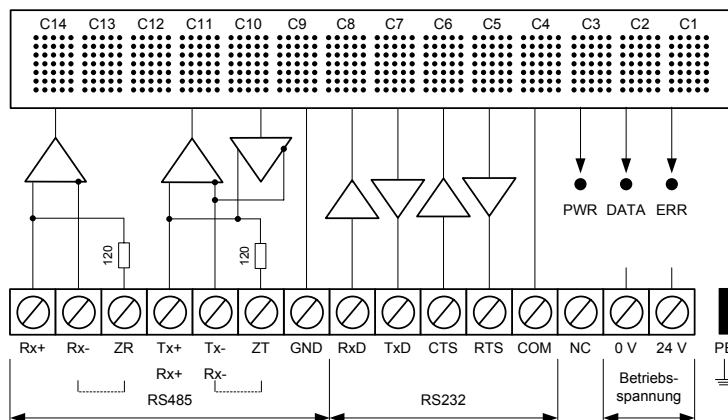 C14 C13 C12 C11 C10 C9 C8 C7 C6 C5 C4 C3 C2 C1
PWR DATA ERR
120 120
Rx+ Rx- ZR Tx+ Tx- ZT GND RxD TxD CTS RTS COM NC 0 V 24 V PE
Rx+ Rx-
RS485 RS232
Betriebs-
spannung